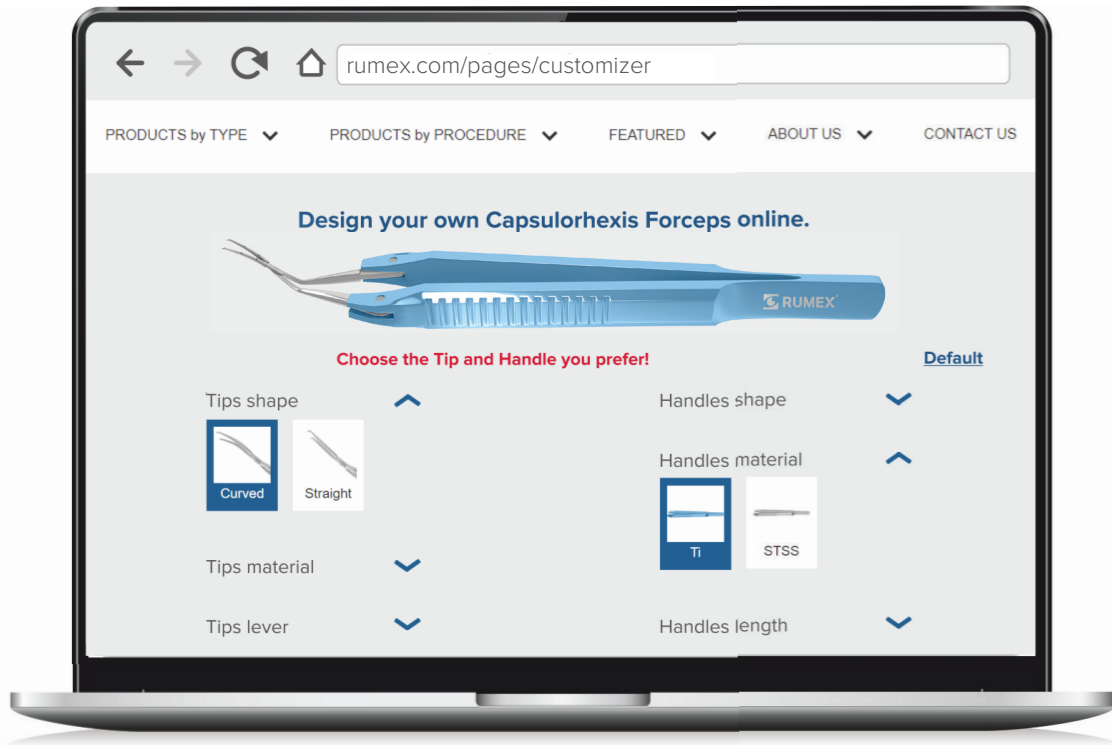 rumex.com/pages/customizer
PRODUCTS by TYPE PRODUCTS by PROCEDURE FEATURED ABOUT US CONTACT US
Design your own Capsulorhexis Forceps online.
RUMEX
Choose the Tip and Handle you prefer! Default
Tips shape
Curved Straight
Tips material
Tips lever
Handles shape
Handles material
Ti STSS
Handles length